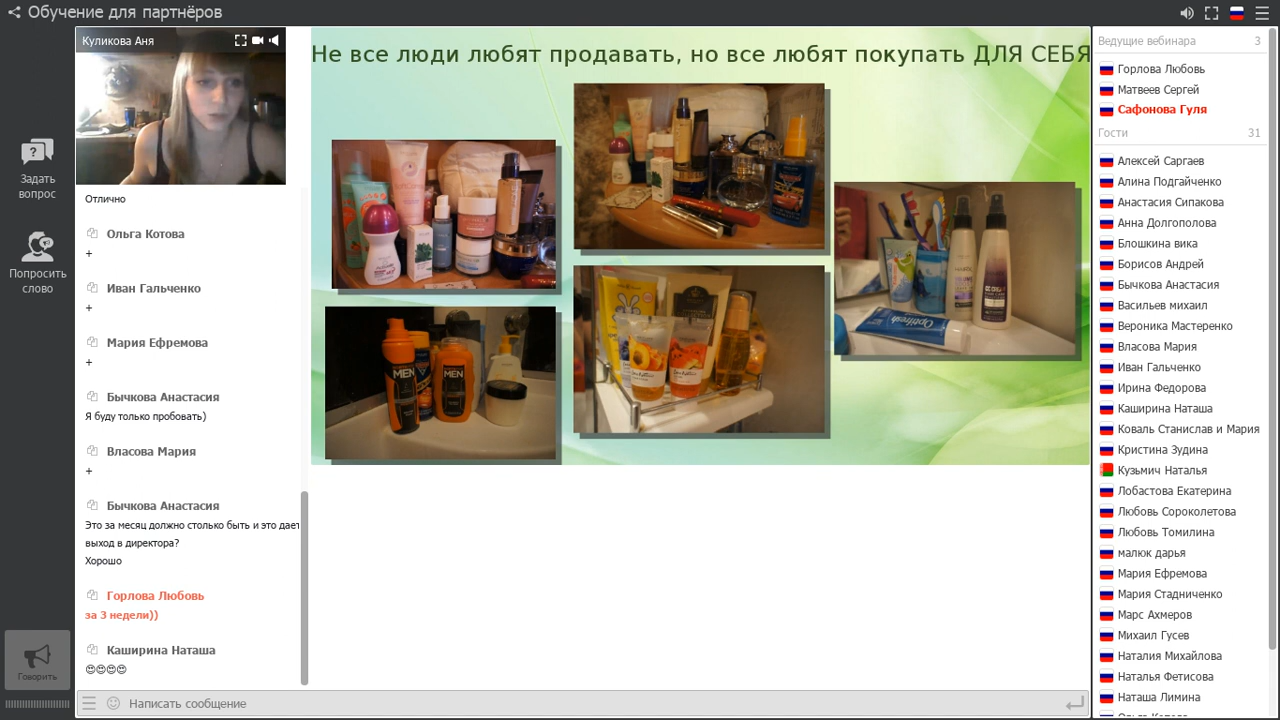 Обучение для партнёров
Задать
вопрос
Попросить
слово
Говорить
Куликова Аня
Отлично
Ольга Котова
+
Иван Гальченко
+
Мария Ефремова
+
Бычкова Анастасия
Я буду только пробовать)
Власова Мария
+
Бычкова Анастасия
Это за месяц должно столько быть и это дает
выход в директора?
Хорошо
Горлова Любовь
за 3 недели))
Каширина Наташа
😍😍😍😍
Написать сообщение
Не все люди любят продавать, но все любят покупать ДЛЯ СЕБЯ
MEN
MEN
Optifresh
Ведущие вебинара 3
Горлова Любовь
Матвеев Сергей
Сафонова Гуля
Гости 31
Алексей Саргаев
Алина Подгайченко
Анастасия Сипакова
Анна Долгополова
Блошкина вика
Борисов Андрей
Бычкова Анастасия
Васильев михаил
Вероника Мастеренко
Власова Мария
Иван Гальченко
Ирина Федорова
Каширина Наташа
Коваль Станислав и Мария
Кристина Зудина
Кузьмич Наталья
Лобастова Екатерина
Любовь Сороколетова
Любовь Томилина
малюк дарья
Мария Ефремова
Мария Стадниченко
Марс Ахмеров
Михаил Гусев
Наталия Михайлова
Наталья Фетисова
Наташа Лимина